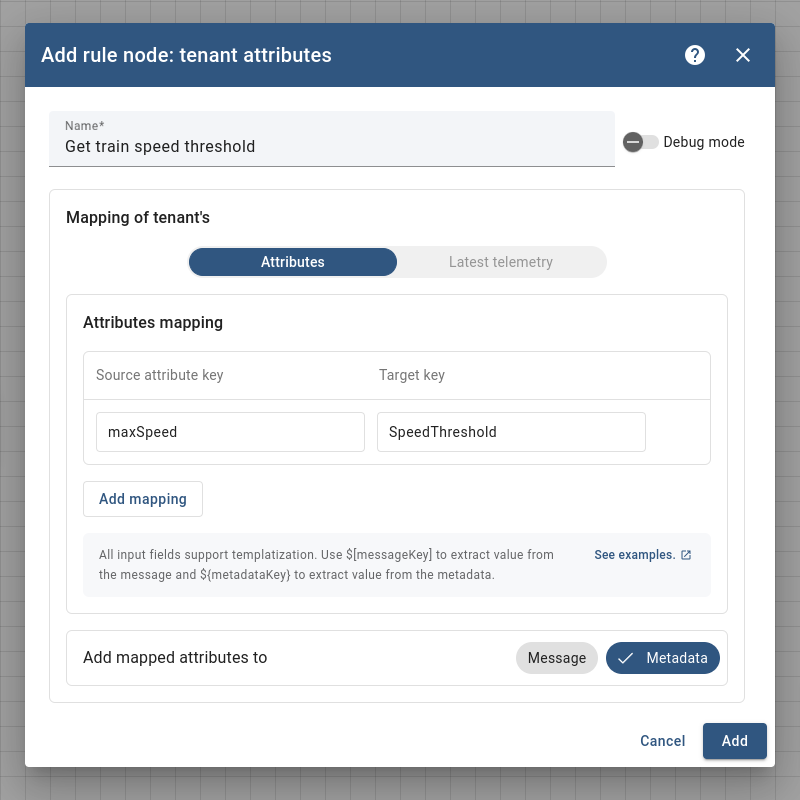 Add rule node: tenant attributes
Name*
Get train speed threshold
Debug mode
Mapping of tenant's
Attributes
Latest telemetry
Attributes mapping
Source attribute key
Target key
maxSpeed
SpeedThreshold
Add mapping
All input fields support templatization. Use $[messageKey] to extract value from
the message and ${metadataKey} to extract value from the metadata.
See examples.
Add mapped attributes to
Message
Metadata
Cancel
Add